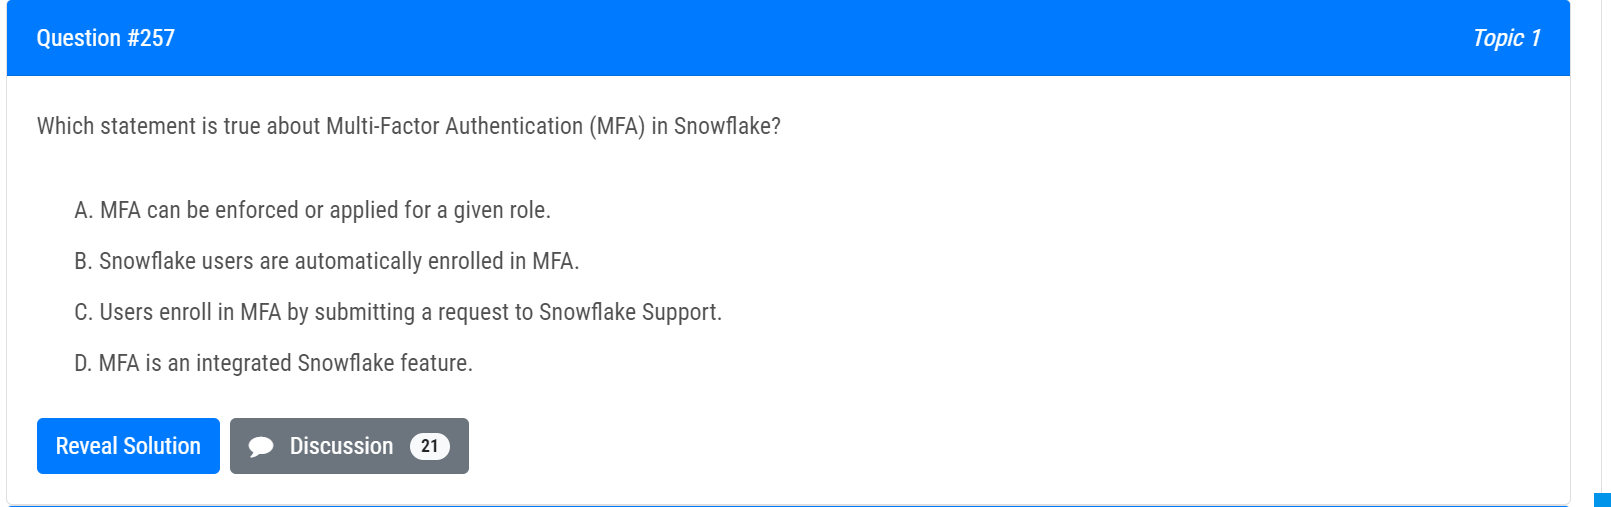 Question #257
Topic 1
Which statement is true about Multi-Factor Authentication (MFA) in Snowflake?
A. MFA can be enforced or applied for a given role.
B. Snowflake users are automatically enrolled in MFA.
C. Users enroll in MFA by submitting a request to Snowflake Support.
D. MFA is an integrated Snowflake feature.
Reveal Solution
Discussion 21